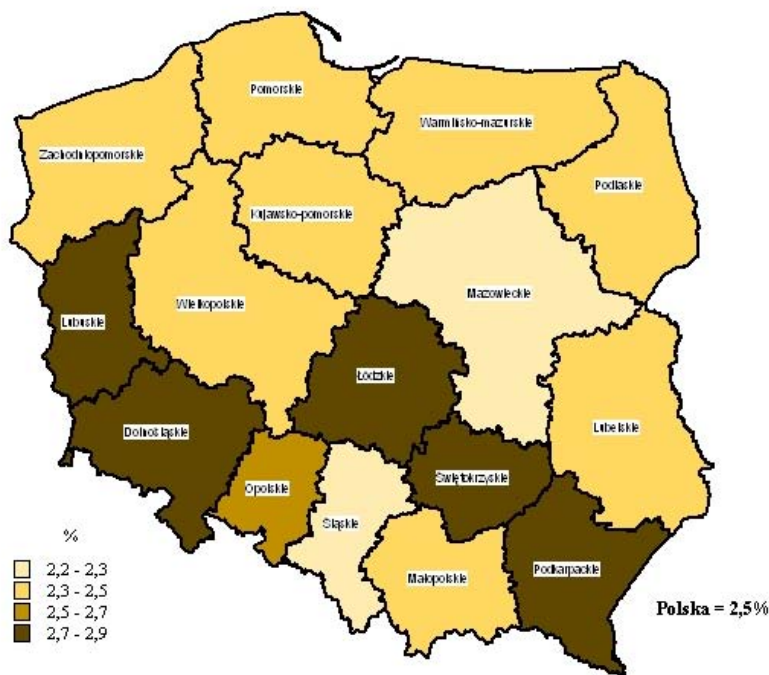 Pomorskie
Warmińsko-mazurskie
Zachodniopomorskie
Podlaskie
Kujawsko-pomorskie
Mazowieckie
Wielkopolskie
Lubuskie
Łódzkie
Dolnośląskie
Lubelskie
Świętokrzyskie
Opolskie
Śląskie
Podkarpackie
Małopolskie
%
2,2 - 2,3
2,3 - 2,5
2,5 - 2,7
2,7 - 2,9
Polska = 2,5%